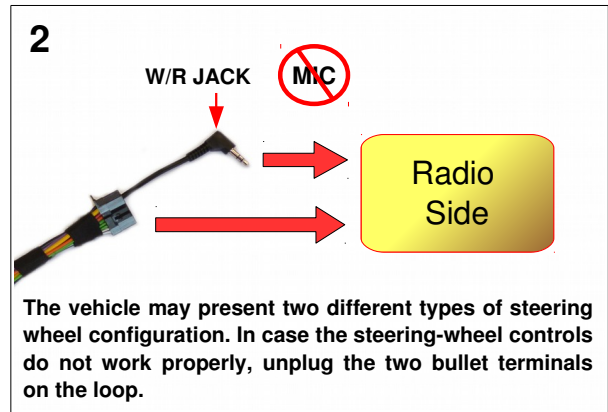 2
W/R JACK
MIC
Radio
Side
The vehicle may present two different types of steering
wheel configuration. In case the steering-wheel controls
do not work properly, unplug the two bullet terminals
on the loop.